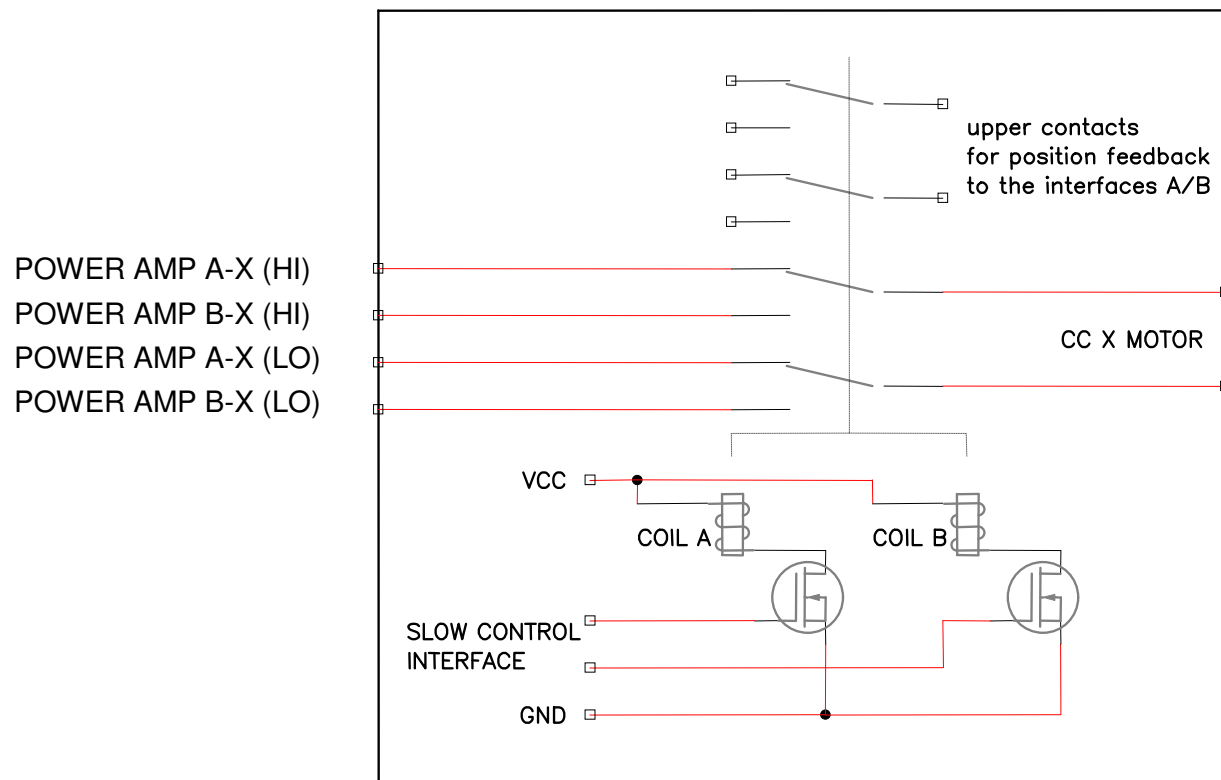 upper contacts
for position feedback
to the interfaces A/B
POWER AMP A-X (HI)
POWER AMP B-X (HI)
POWER AMP A-X (LO)
POWER AMP B-X (LO)
CC X MOTOR
VCC
COIL A
COIL B
SLOW CONTROL
INTERFACE
GND